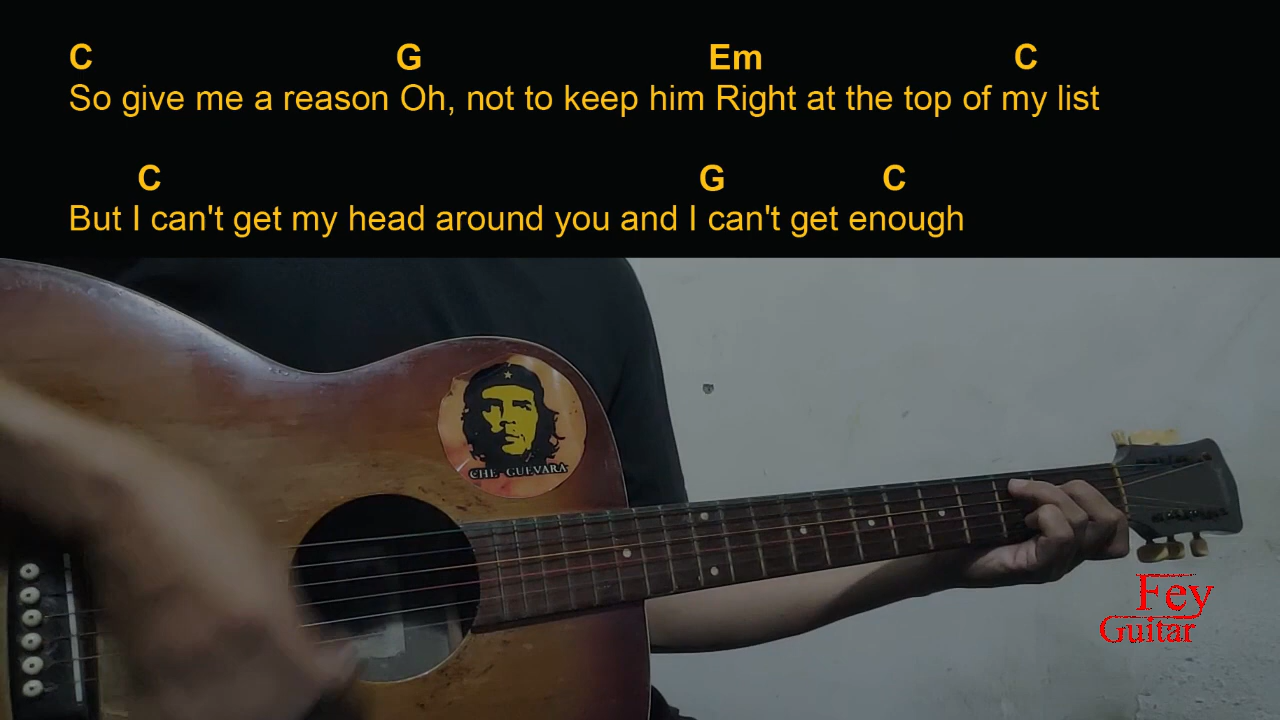 C G Em C
So give me a reason Oh, not to keep him Right at the top of my list
C G C
But I can't get my head around you and I can't get enough
CHE GUEVARA
Fey
Guitar